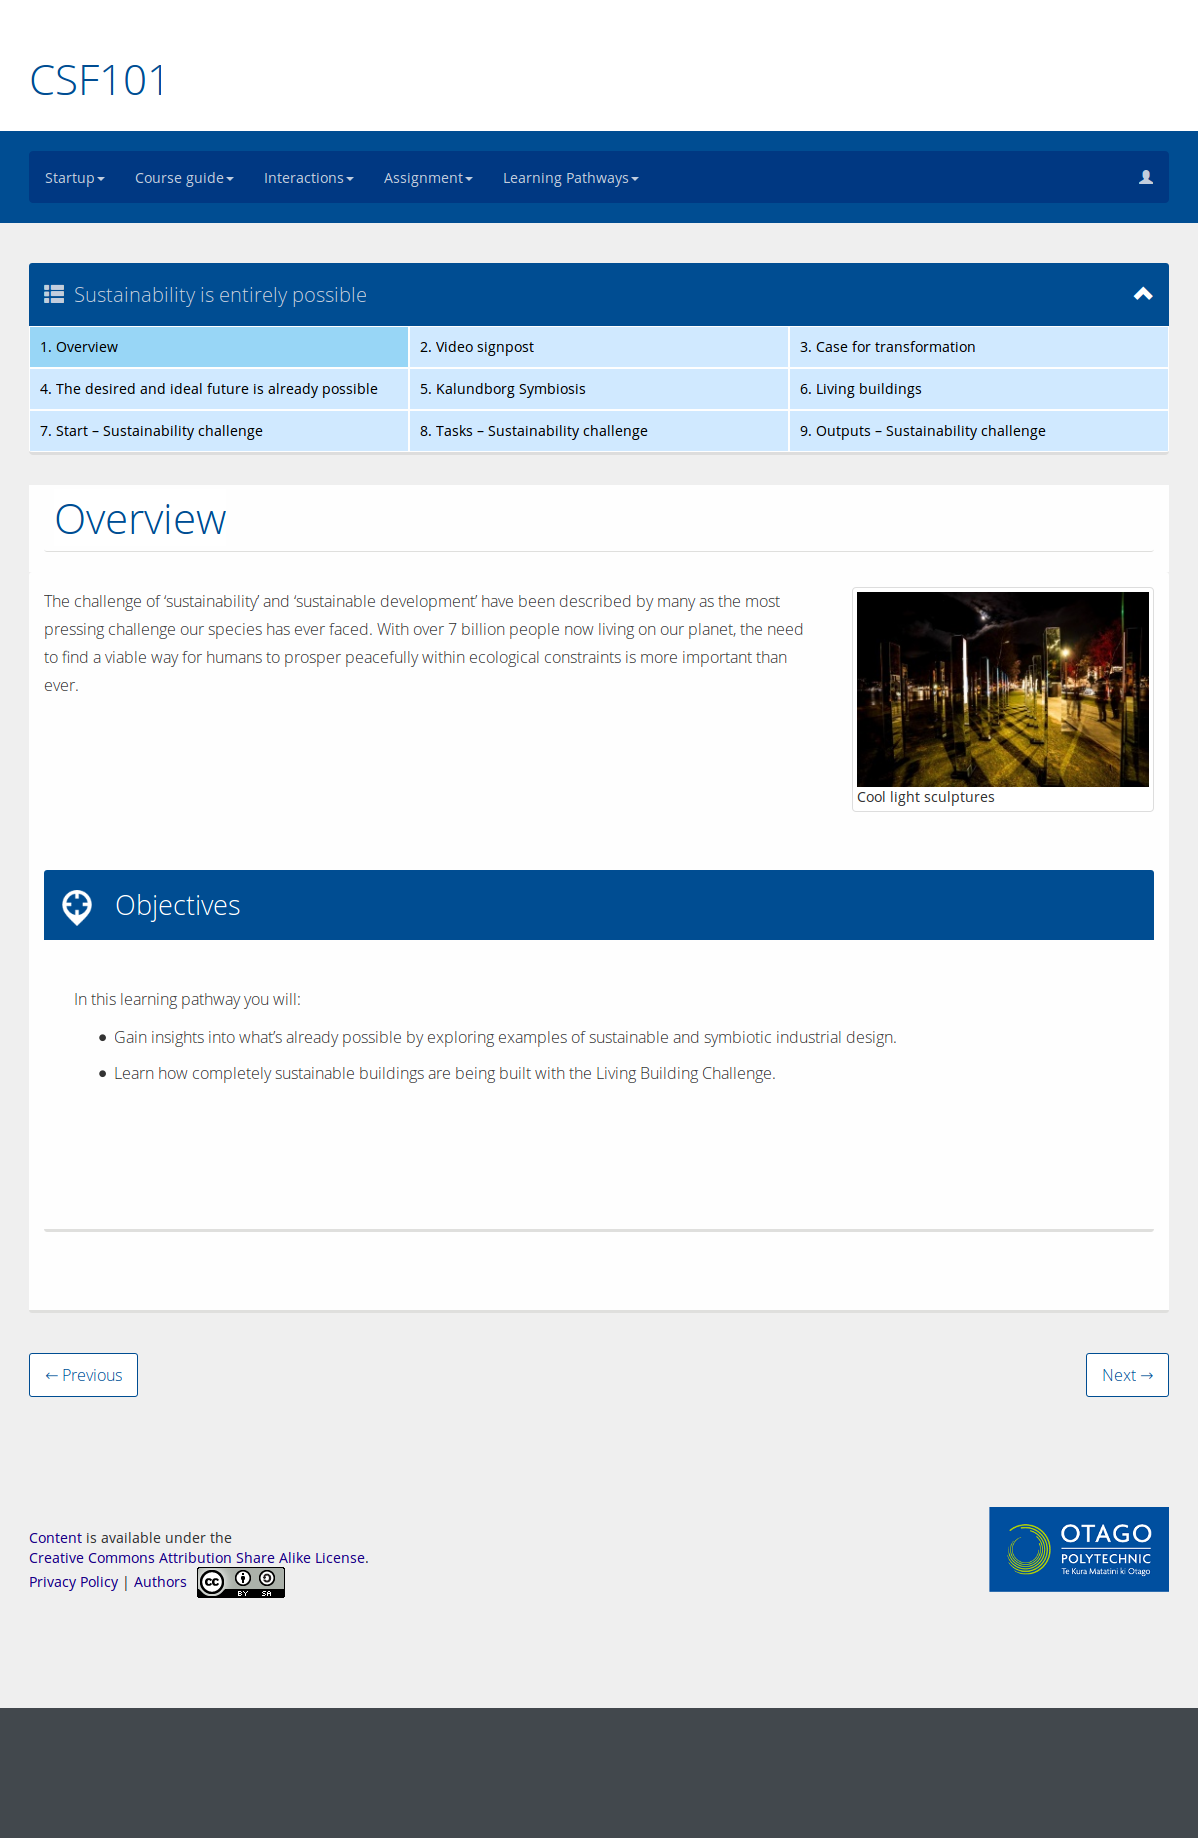 CSF101
Startup Course guide Interactions Assignment Learning Pathways
Sustainability is entirely possible
1. Overview
2. Video signpost
3. Case for transformation
4. The desired and ideal future is already possible
5. Kalundborg Symbiosis
6. Living buildings
7. Start – Sustainability challenge
8. Tasks – Sustainability challenge
9. Outputs – Sustainability challenge
Overview
The challenge of ‘sustainability’ and ‘sustainable development’ have been described by many as the most
pressing challenge our species has ever faced. With over 7 billion people now living on our planet, the need
to find a viable way for humans to prosper peacefully within ecological constraints is more important than
ever.
Cool light sculptures
Objectives
In this learning pathway you will:
• Gain insights into what’s already possible by exploring examples of sustainable and symbiotic industrial design.
• Learn how completely sustainable buildings are being built with the Living Building Challenge.
← Previous
Next →
Content is available under the
Creative Commons Attribution Share Alike License.
Privacy Policy | Authors
cc BY SA
OTAGO
POLYTECHNIC
Te Kura Matatini ki Otago